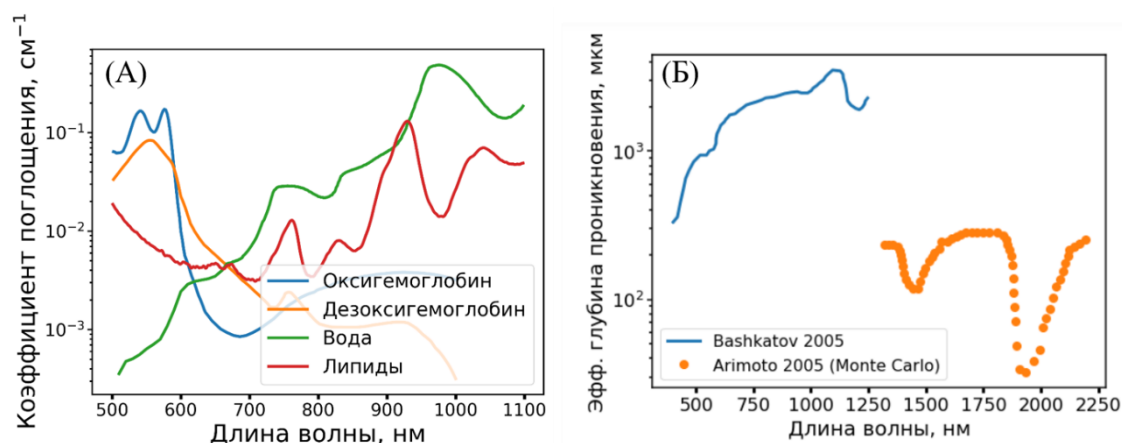 (А)
Коэффициент поглощения, см⁻¹
10⁻¹
10⁻²
10⁻³
500 600 700 800 900 1000 1100
Длина волны, нм
Оксигемоглобин
Дезоксигемоглобин
Вода
Липиды
(Б)
Эфф. глубина проникновения, мкм
10³
10²
500 750 1000 1250 1500 1750 2000 2250
Длина волны, нм
Bashkatov 2005
Arimoto 2005 (Monte Carlo)